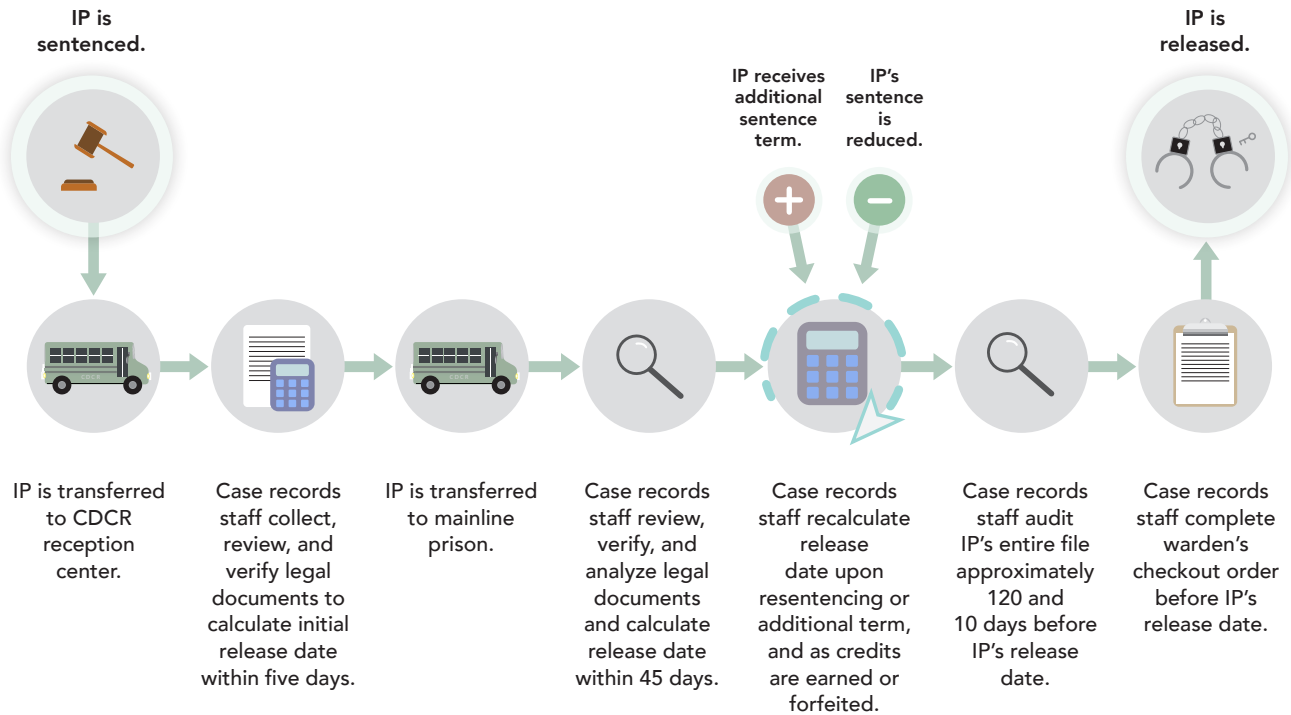 IP is
sentenced.
IP is
released.
IP receives
additional
sentence
term.
IP's
sentence
is
reduced.
CDCR
CDCR
IP is transferred
to CDCR
reception
center.
Case records
staff collect,
review, and
verify legal
documents to
calculate initial
release date
within five days.
IP is transferred
to mainline
prison.
Case records
staff review,
verify, and
analyze legal
documents
and calculate
release date
within 45 days.
Case records
staff recalculate
release
date upon
resentencing or
additional term,
and as credits
are earned or
forfeited.
Case records
staff audit
IP's entire file
approximately
120 and
10 days before
IP's release
date.
Case records
staff complete
warden's
checkout order
before IP's
release date.